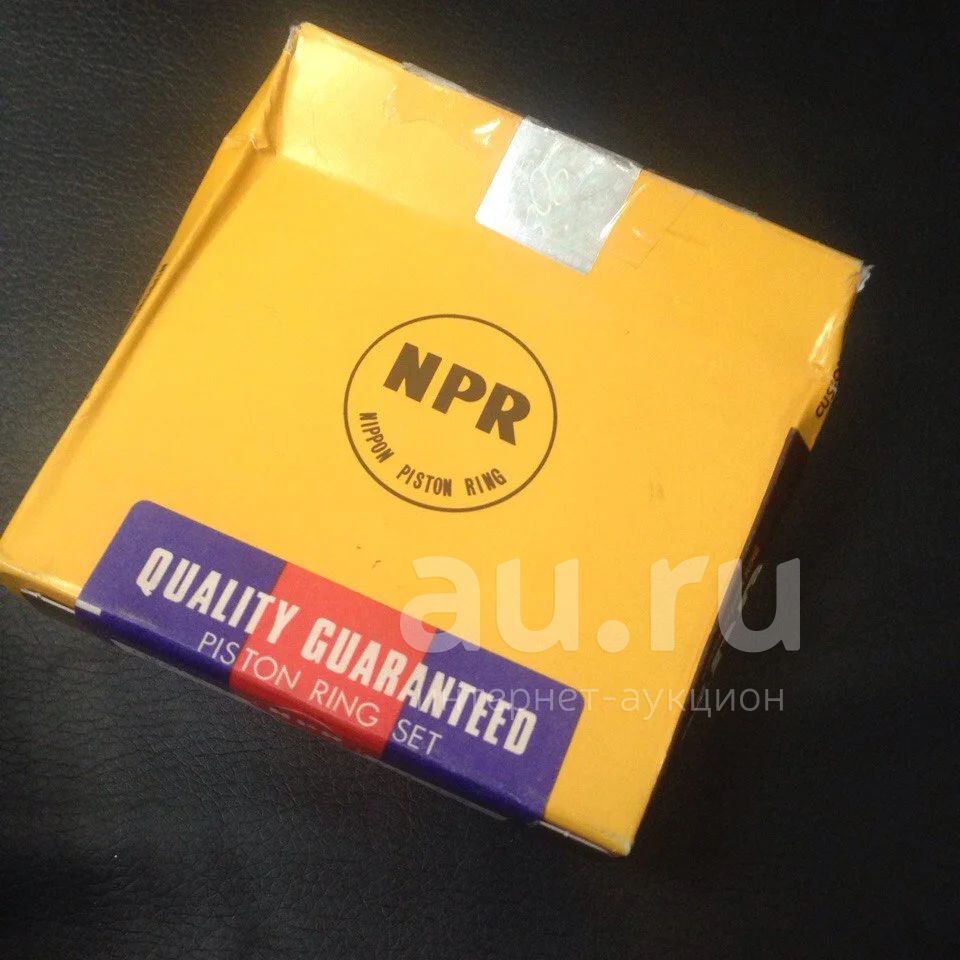 NPR
NIPPON PISTON RING
QUALITY GUARANTEED
PISTON RING SET
au.ru
интернет-аукцион